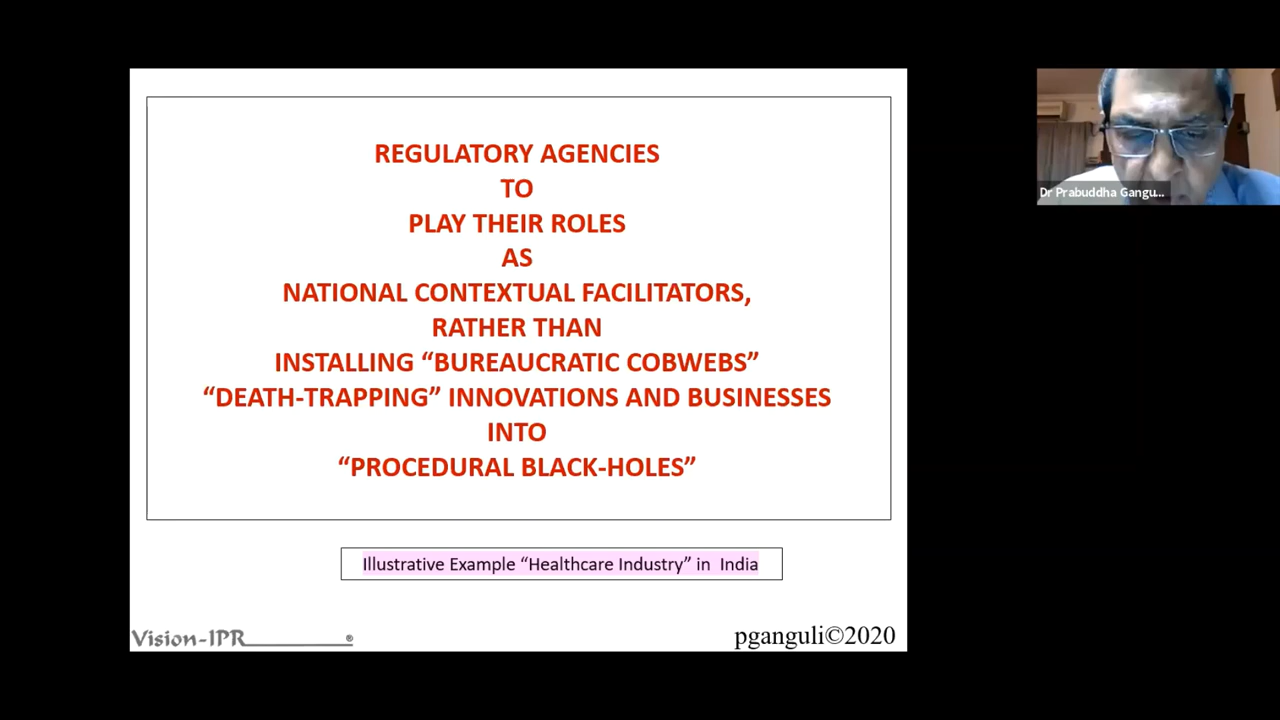 REGULATORY AGENCIES
TO
PLAY THEIR ROLES
AS
NATIONAL CONTEXTUAL FACILITATORS,
RATHER THAN
INSTALLING “BUREAUCRATIC COBWEBS”
“DEATH-TRAPPING” INNOVATIONS AND BUSINESSES
INTO
“PROCEDURAL BLACK-HOLES”
Illustrative Example “Healthcare Industry” in India
Vision-IPR ®
pganguli©2020
Dr Prabuddha Gangu...